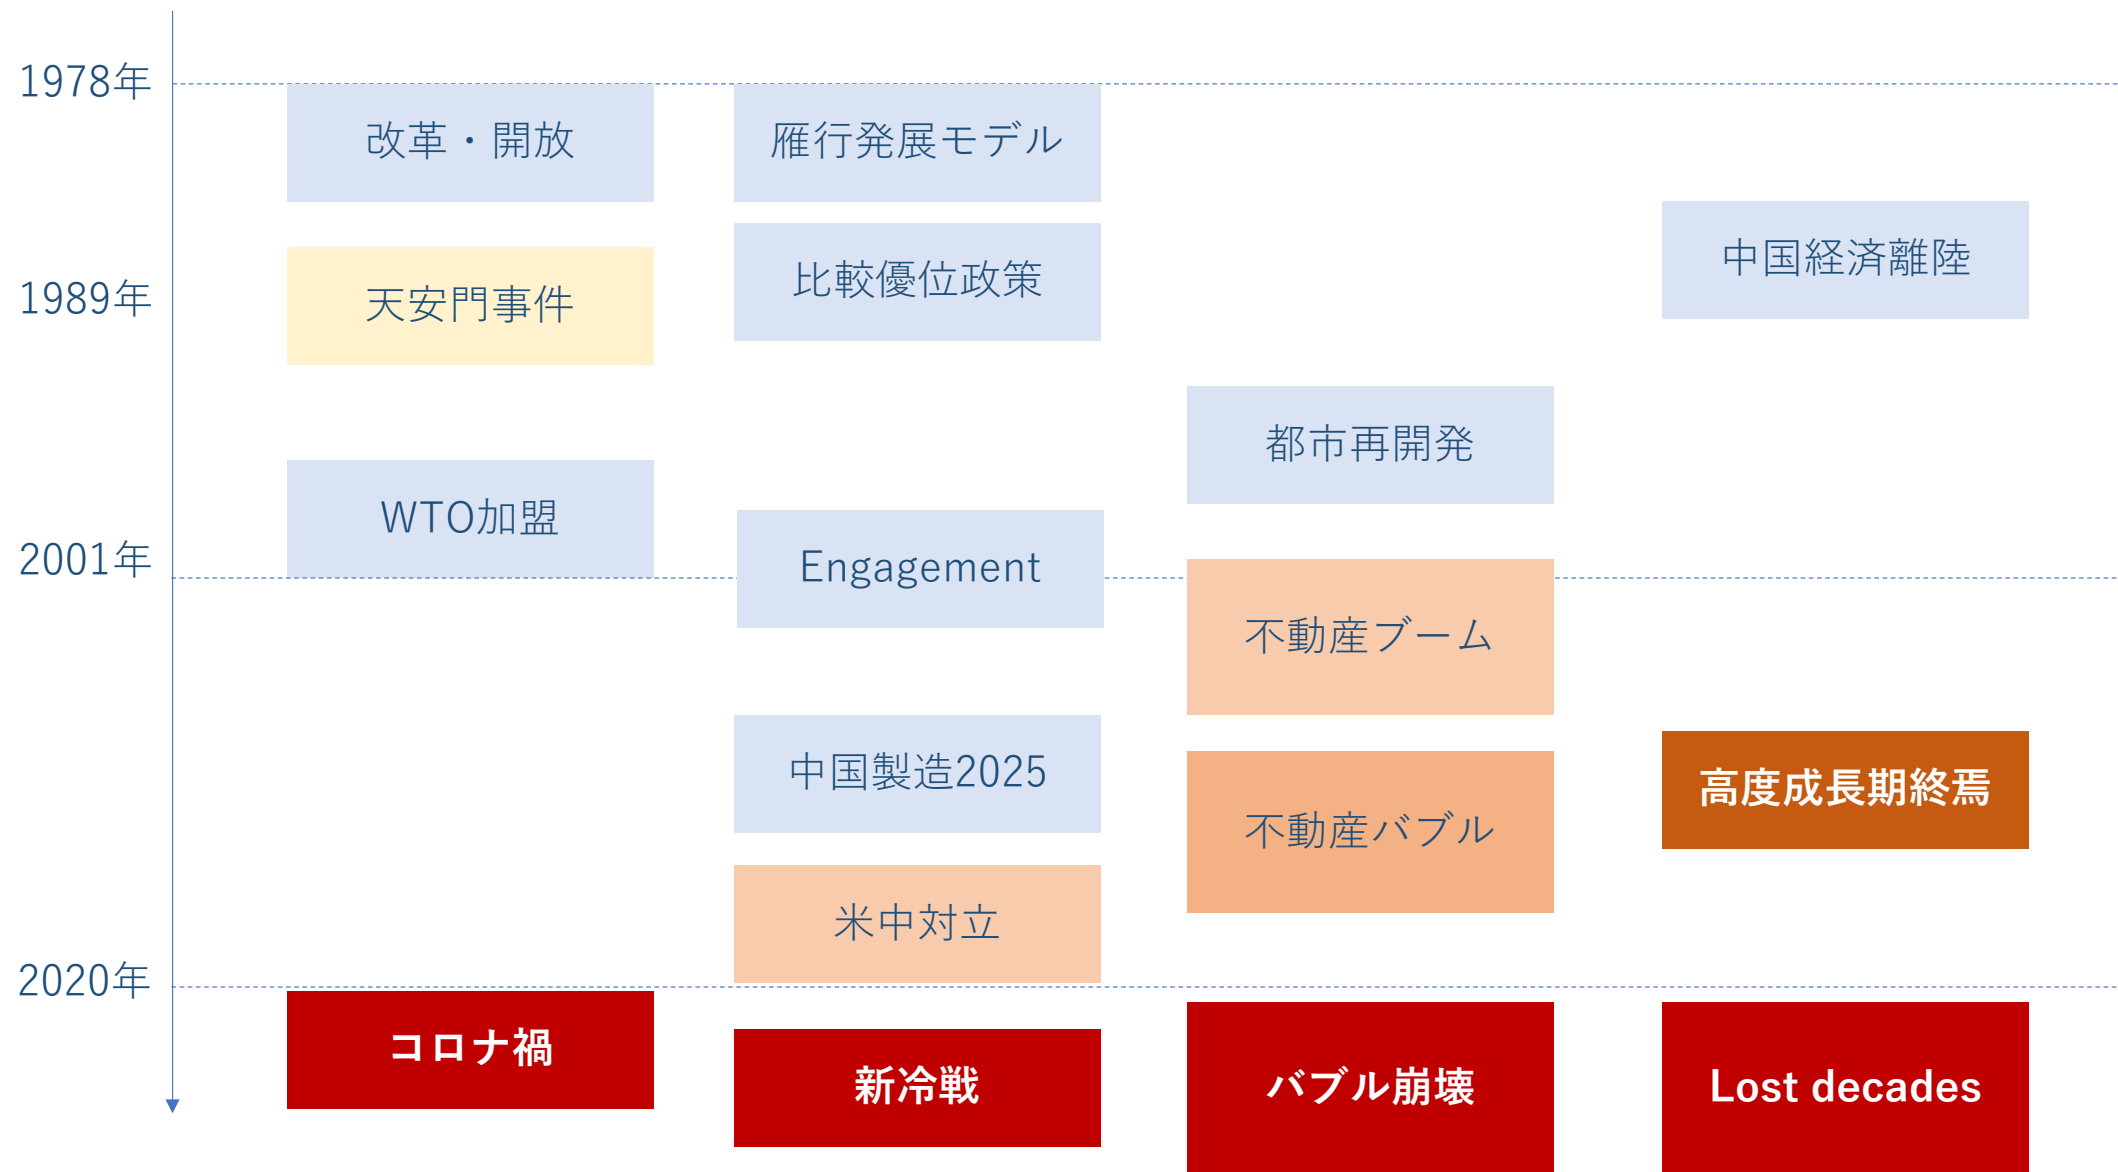 1978年
改革・開放
雁行発展モデル
中国経済離陸
1989年
天安門事件
比較優位政策
都市再開発
WTO加盟
2001年
Engagement
不動産ブーム
中国製造2025
不動産バブル
高度成長期終焉
米中対立
2020年
コロナ禍
新冷戦
バブル崩壊
Lost decades